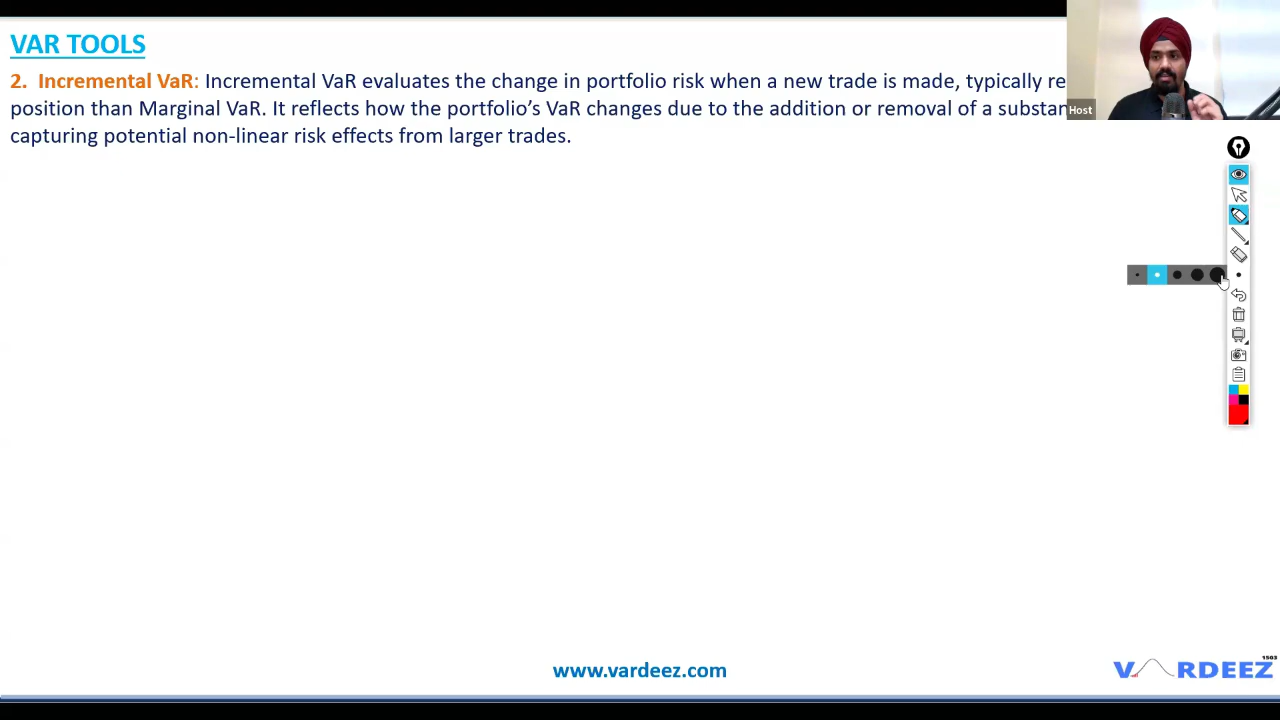 VAR TOOLS
2. Incremental VaR: Incremental VaR evaluates the change in portfolio risk when a new trade is made, typically
position than Marginal VaR. It reflects how the portfolio’s VaR changes due to the addition or removal of a
capturing potential non-linear risk effects from larger trades.
Host
www.vardeez.com
VARDEEZ
1503